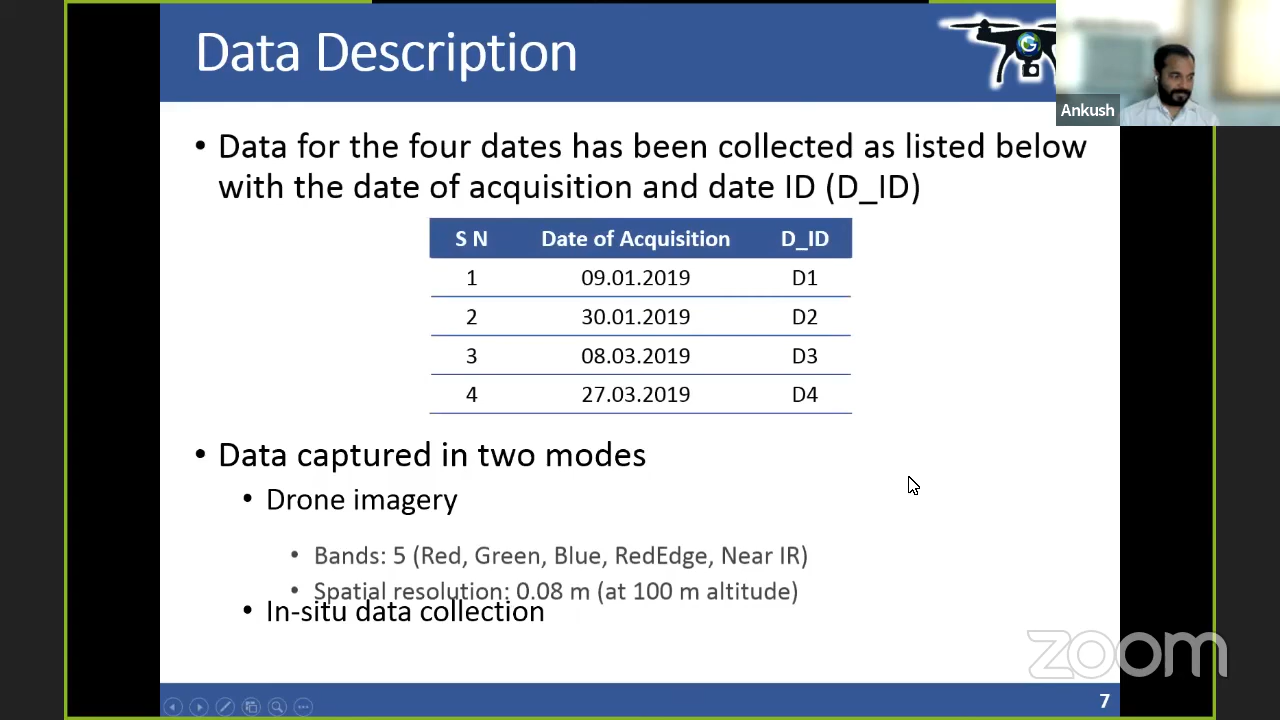 Data Description
Ankush
• Data for the four dates has been collected as listed below
with the date of acquisition and date ID (D_ID)
S N Date of Acquisition D_ID
1 09.01.2019 D1
2 30.01.2019 D2
3 08.03.2019 D3
4 27.03.2019 D4
• Data captured in two modes
• Drone imagery
• Bands: 5 (Red, Green, Blue, RedEdge, Near IR)
• Spatial resolution: 0.08 m (at 100 m altitude)
• In-situ data collection
zoom
7